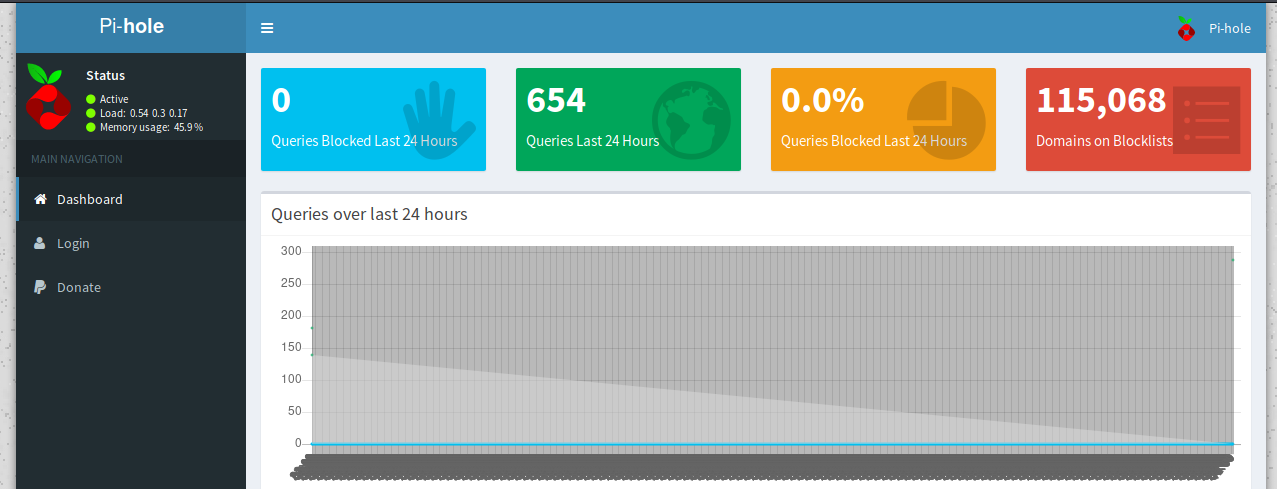 Pi-hole
Pi-hole
Status
Active
Load: 0.54 0.3 0.17
Memory usage: 45.9 %
MAIN NAVIGATION
Dashboard
Login
Donate
0
Queries Blocked Last 24 Hours
654
Queries Last 24 Hours
0.0%
Queries Blocked Last 24 Hours
115,068
Domains on Blocklists
Queries over last 24 hours
300
250
200
150
100
50
0